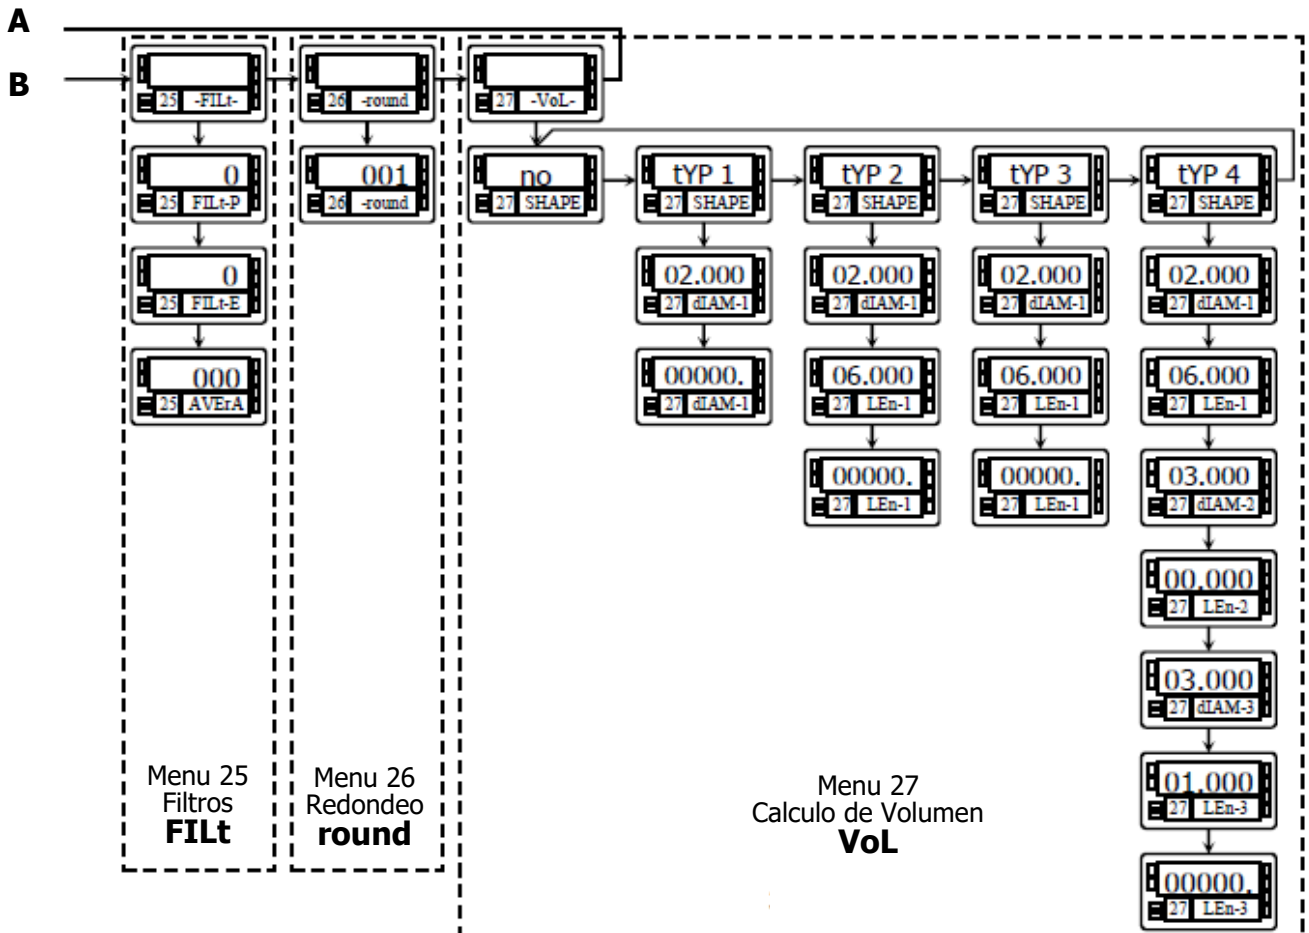 A
B
25 -FILt-
26 -round
27 -VoL-
0
25 FILt-P
001
26 -round
no
27 SHAPE
tYP 1
27 SHAPE
tYP 2
27 SHAPE
tYP 3
27 SHAPE
tYP 4
27 SHAPE
0
25 FILt-E
02.000
27 dIAM-1
02.000
27 dIAM-1
02.000
27 dIAM-1
02.000
27 dIAM-1
000
25 AVErA
00000.
27 dIAM-1
06.000
27 LEn-1
06.000
27 LEn-1
06.000
27 LEn-1
00000.
27 LEn-1
00000.
27 LEn-1
03.000
27 dIAM-2
00.000
27 LEn-2
03.000
27 dIAM-3
01.000
27 LEn-3
00000.
27 LEn-3
Menu 25
Filtros
FILt
Menu 26
Redondeo
round
Menu 27
Calculo de Volumen
VoL